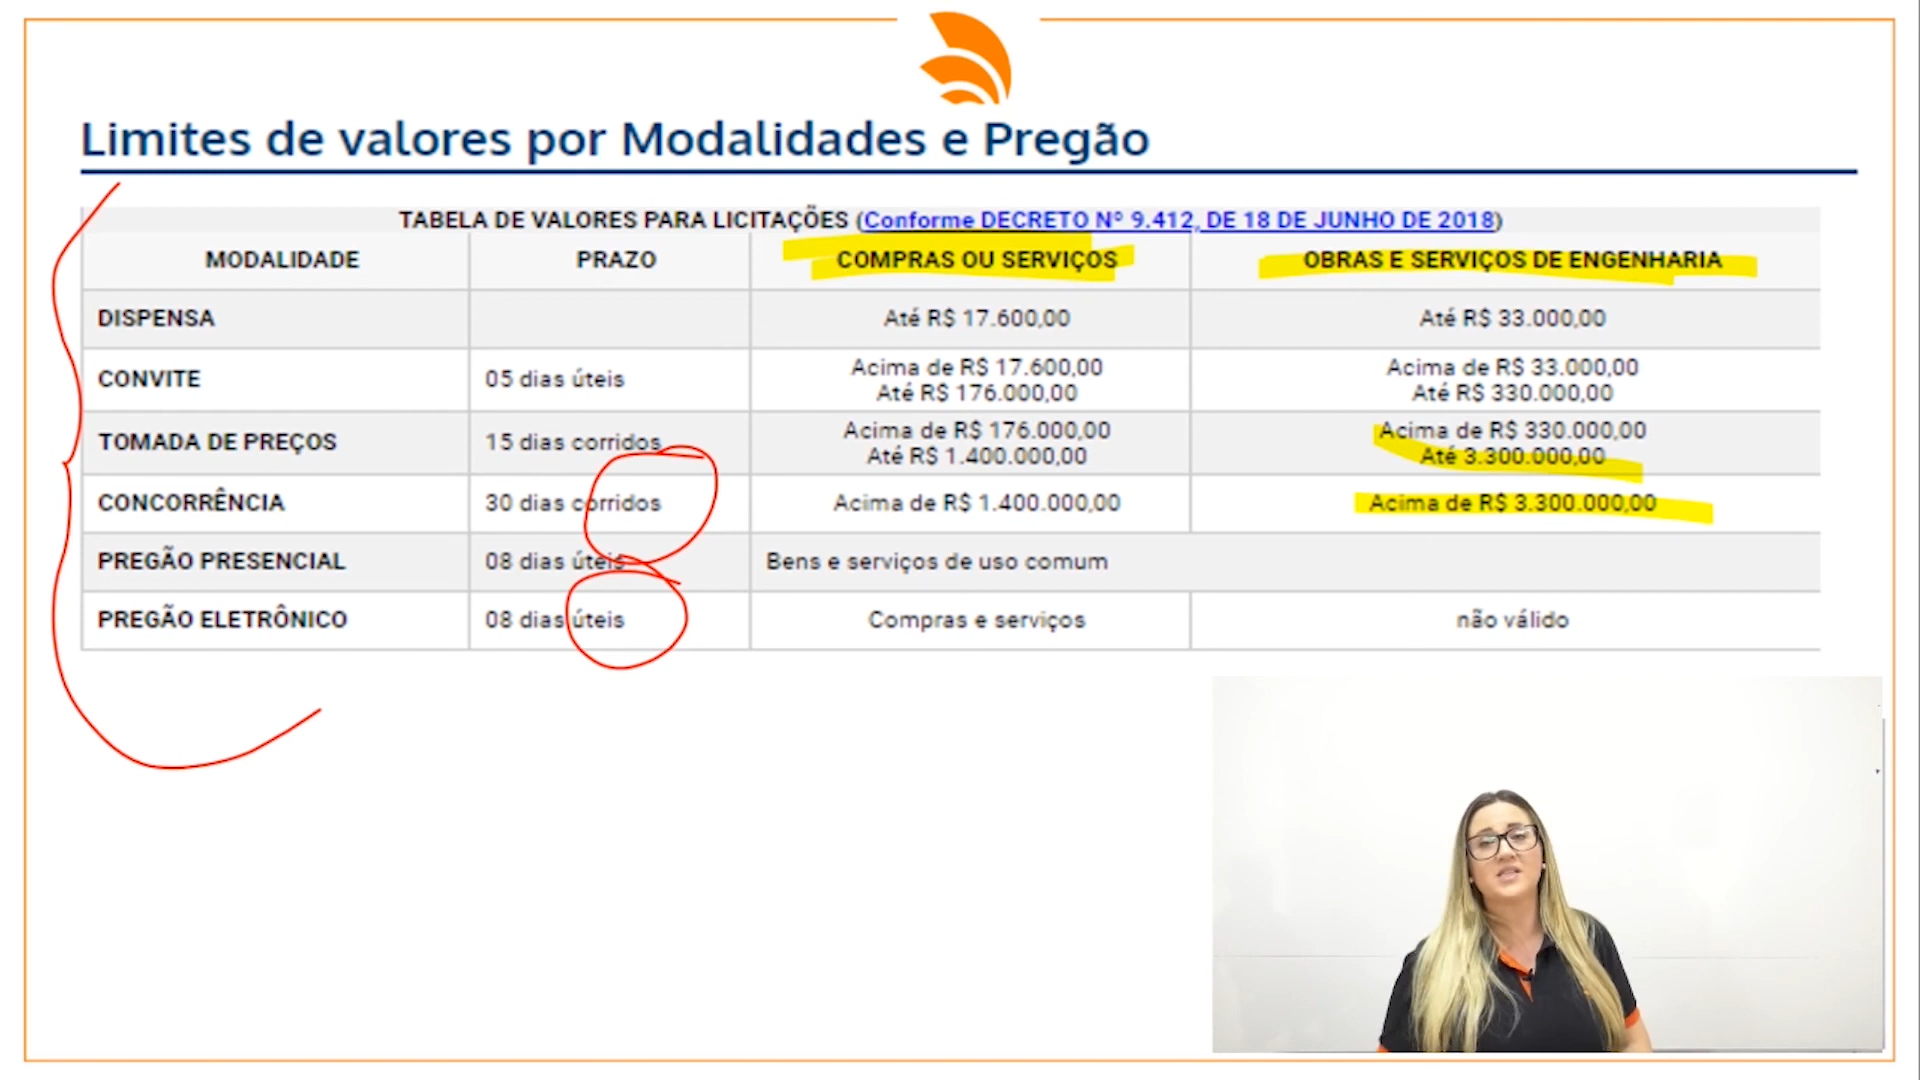 Limites de valores por Modalidades e Pregão
TABELA DE VALORES PARA LICITAÇÕES (Conforme DECRETO Nº 9.412, DE 18 DE JUNHO DE 2018)
MODALIDADE PRAZO COMPRAS OU SERVIÇOS OBRAS E SERVIÇOS DE ENGENHARIA
DISPENSA Até R$ 17.600,00 Até R$ 33.000,00
CONVITE 05 dias úteis Acima de R$ 17.600,00 Acima de R$ 33.000,00
Até R$ 176.000,00 Até R$ 330.000,00
TOMADA DE PREÇOS 15 dias corridos Acima de R$ 176.000,00 Acima de R$ 330.000,00
Até R$ 1.400.000,00 Até 3.300.000,00
CONCORRÊNCIA 30 dias corridos Acima de R$ 1.400.000,00 Acima de R$ 3.300.000,00
PREGÃO PRESENCIAL 08 dias úteis Bens e serviços de uso comum
PREGÃO ELETRÔNICO 08 dias úteis Compras e serviços não válido